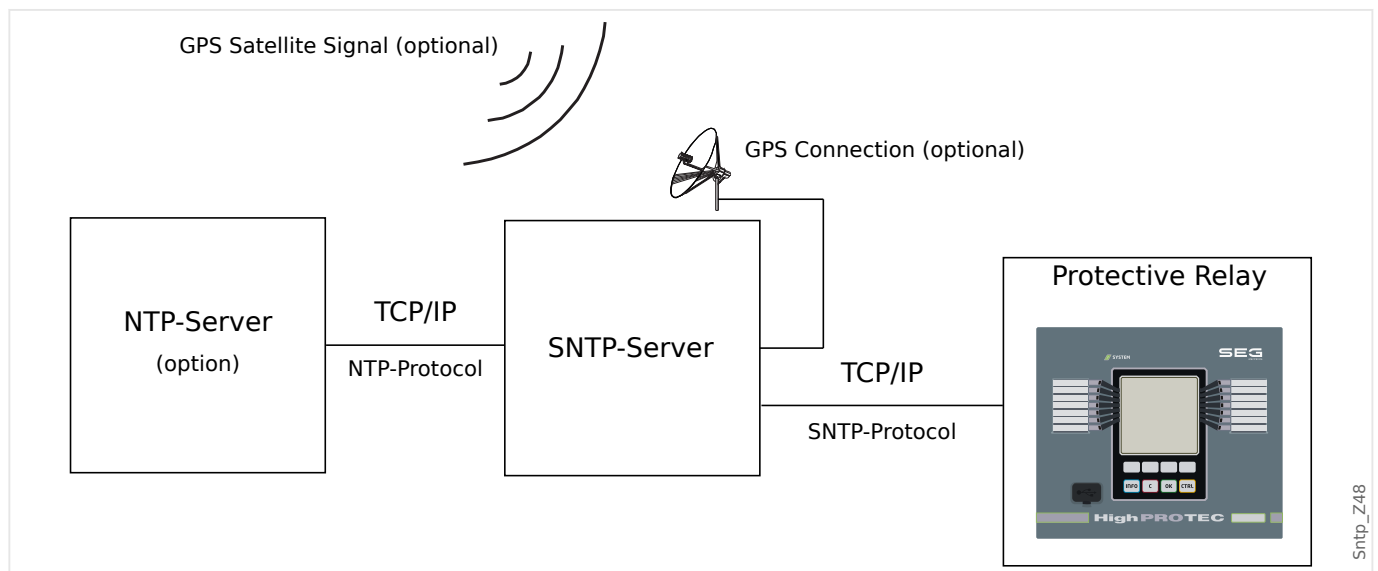 GPS Satellite Signal (optional)
GPS Connection (optional)
NTP-Server
(option)
TCP/IP
NTP-Protocol
SNTP-Server
TCP/IP
SNTP-Protocol
Protective Relay
SYSTEM
SEG
INFO
C
OK
CTRL
HighPROTEC
Sntp_Z48